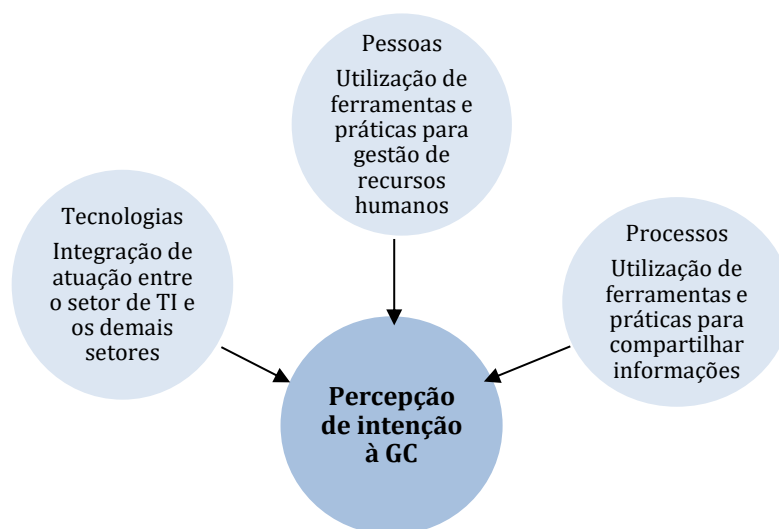 Pessoas
Utilização de
ferramentas e
práticas para
gestão de
recursos
humanos
Tecnologias
Integração de
atuação entre
o setor de TI e
os demais
setores
Processos
Utilização de
ferramentas e
práticas para
compartilhar
informações
Percepção
de intenção
à GC